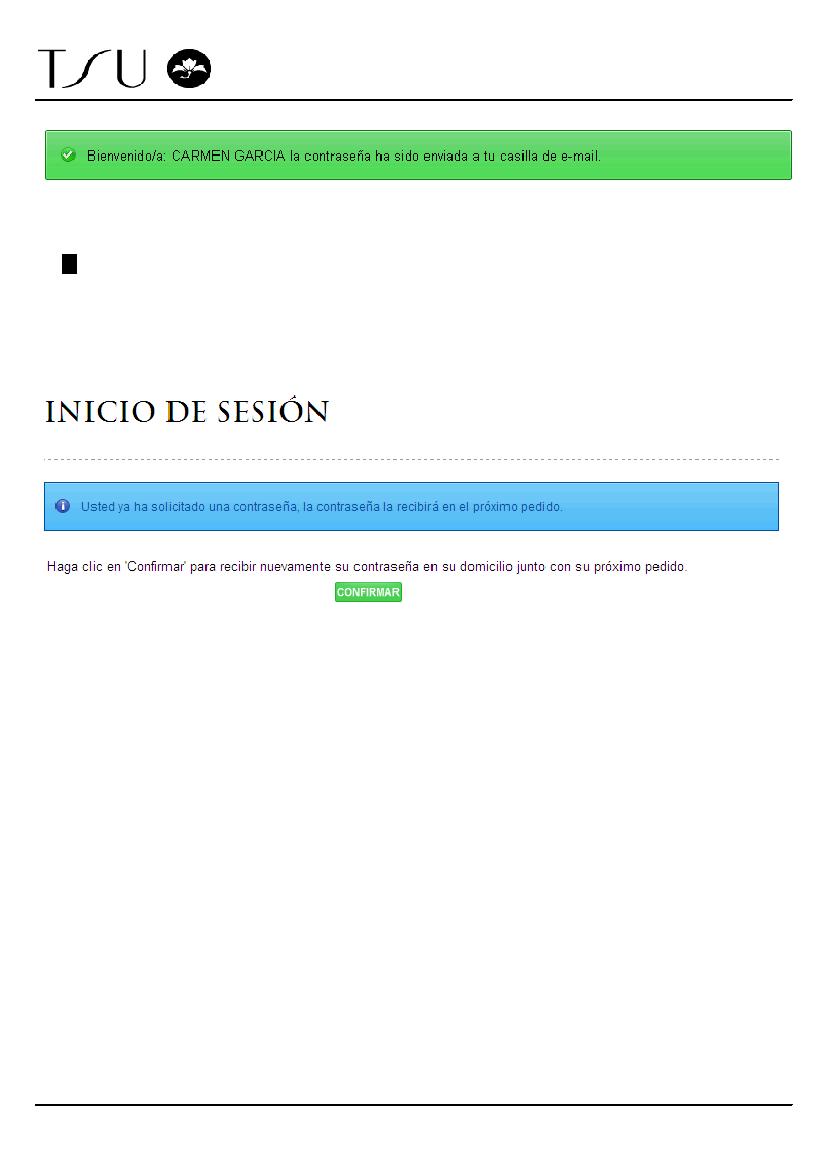 TSU
Bienvenido/a: CARMEN GARCIA la contraseña ha sido enviada a tu casilla de e-mail.
INICIO DE SESIÓN
Usted ya ha solicitado una contraseña, la contraseña la recibirá en el próximo pedido.
Haga clic en 'Confirmar' para recibir nuevamente su contraseña en su domicilio junto con su próximo pedido.
CONFIRMAR